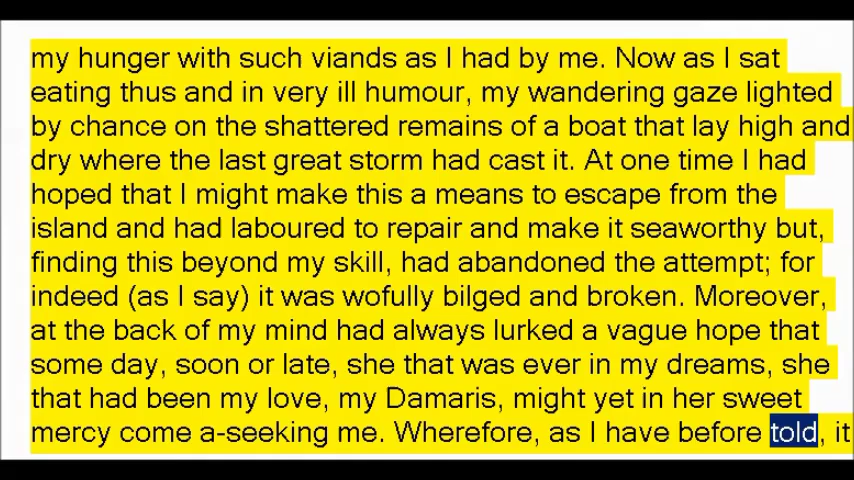 my hunger with such viands as I had by me. Now as I sat
eating thus and in very ill humour, my wandering gaze lighted
by chance on the shattered remains of a boat that lay high and
dry where the last great storm had cast it. At one time I had
hoped that I might make this a means to escape from the
island and had laboured to repair and make it seaworthy but,
finding this beyond my skill, had abandoned the attempt; for
indeed (as I say) it was wofully bilged and broken. Moreover,
at the back of my mind had always lurked a vague hope that
some day, soon or late, she that was ever in my dreams, she
that had been my love, my Damaris, might yet in her sweet
mercy come a-seeking me. Wherefore, as I have before told, it